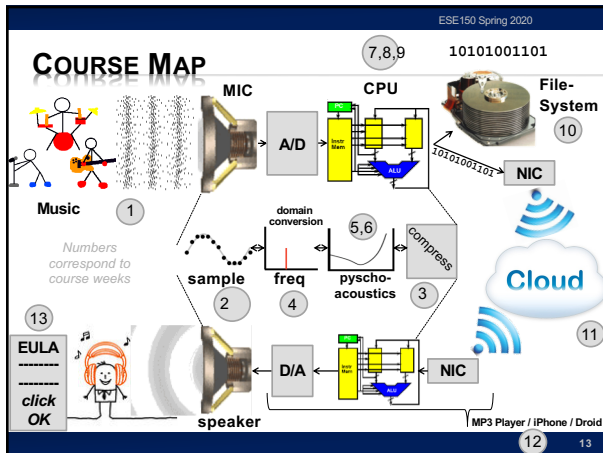 ESE150 Spring 2020
COURSE MAP
7,8,9
10101001101
MIC
CPU
File-
System
10
A/D
PC
Instr
Mem
ALU
10101001101
NIC
Music
1
Numbers
correspond to
course weeks
domain
conversion
5,6
compress
sample
freq
pyscho-
acoustics
2
4
3
Cloud
11
13
EULA
--------
--------
click
OK
speaker
D/A
PC
Instr
Mem
ALU
NIC
MP3 Player / iPhone / Droid
12
13